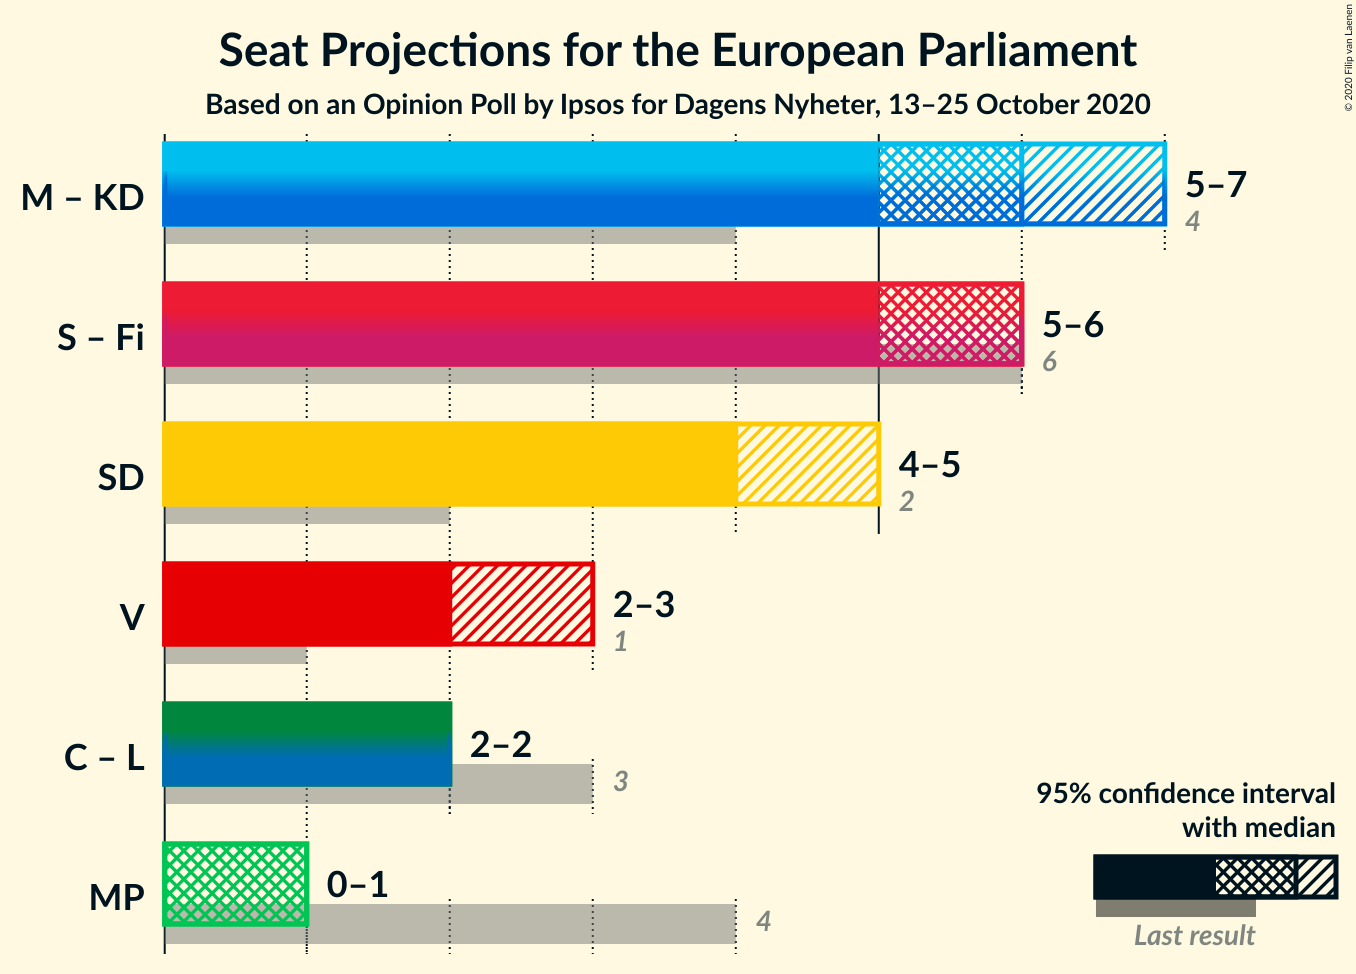 Seat Projections for the European Parliament
Based on an Opinion Poll by Ipsos for Dagens Nyheter, 13–25 October 2020
© 2020 Filip van Laenen
M – KD
5–7
4
S – Fi
5–6
6
SD
4–5
2
V
2–3
1
C – L
2–2
3
MP
0–1
4
95% confidence interval
with median
Last result